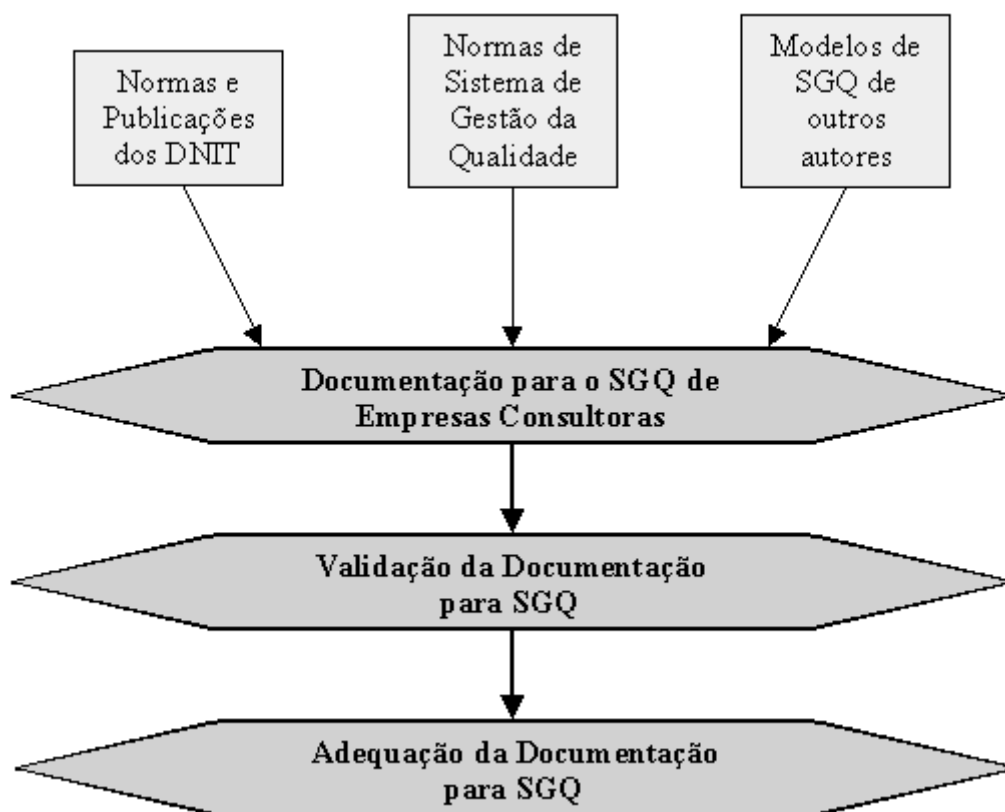 Normas e
Publicações
dos DNIT
Normas de
Sistema de
Gestão da
Qualidade
Modelos de
SGQ de
outros
autores
Documentação para o SGQ de
Empresas Consultoras
Validação da Documentação
para SGQ
Adequação da Documentação
para SGQ